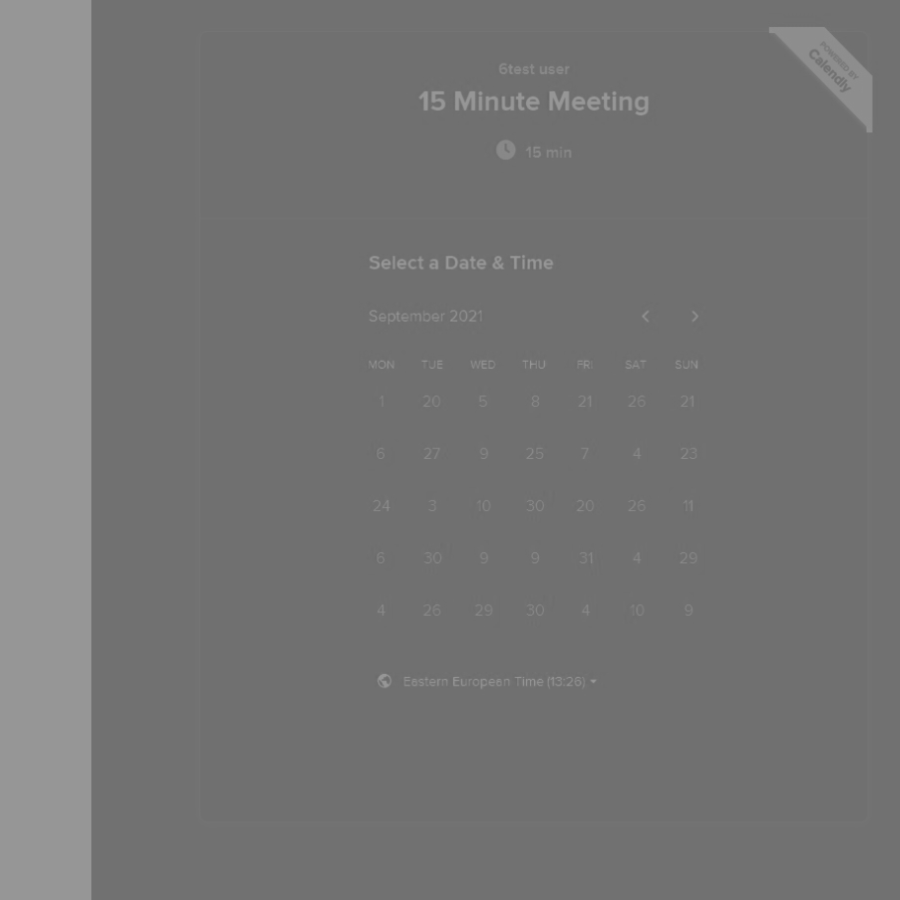 POWERED BY
Calendly
6test user
15 Minute Meeting
15 min
Select a Date & Time
September 2021
MON TUE WED THU FRI SAT SUN
1 20 5 8 21 26 21
6 27 9 25 7 4 23
24 3 10 30 20 26 11
6 30 9 9 31 4 29
4 26 29 30 4 10 9
Eestern Europeen Time (13:26)